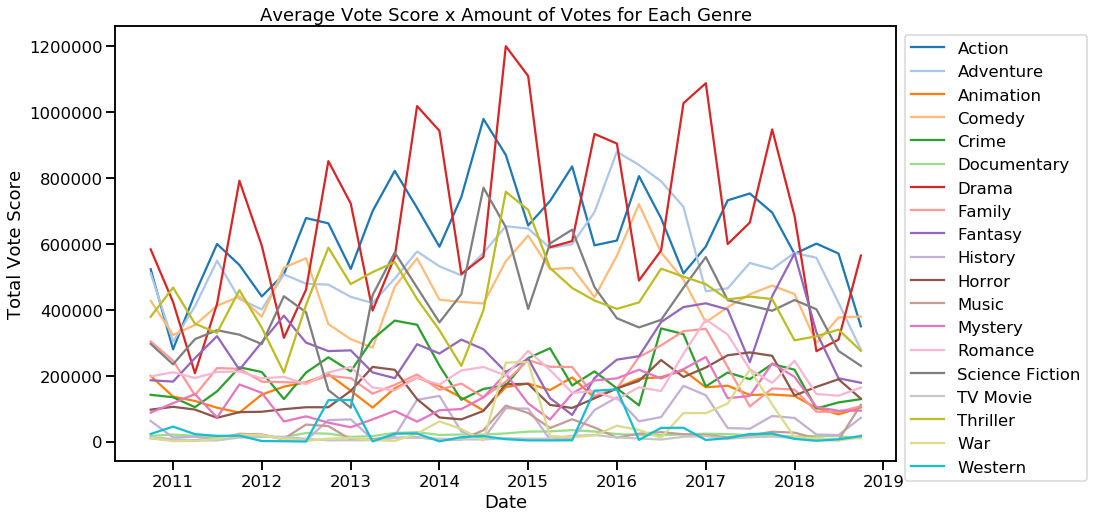 Average Vote Score x Amount of Votes for Each Genre
Total Vote Score
1200000
1000000
800000
600000
400000
200000
0
2011 2012 2013 2014 2015 2016 2017 2018 2019
Date
Action
Adventure
Animation
Comedy
Crime
Documentary
Drama
Family
Fantasy
History
Horror
Music
Mystery
Romance
Science Fiction
TV Movie
Thriller
War
Western